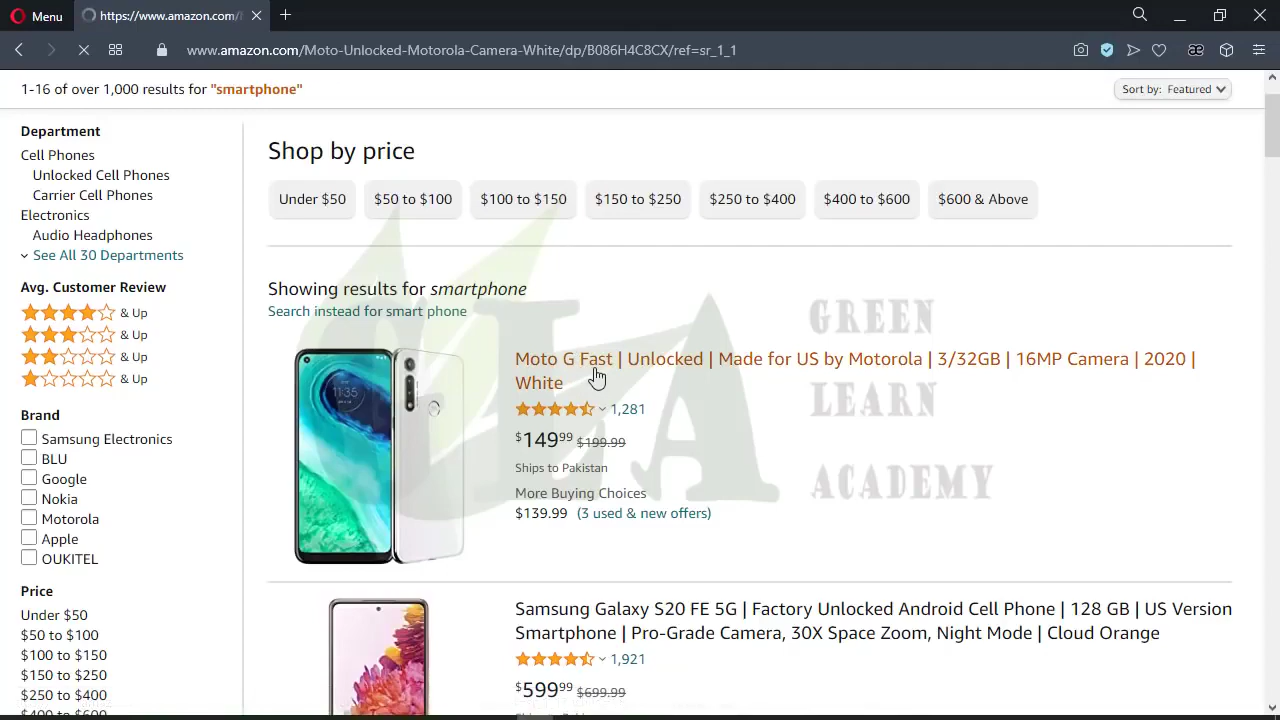 Menu
https://www.amazon.com/
www.amazon.com/Moto-Unlocked-Motorola-Camera-White/dp/B086H4C8CX/ref=sr_1_1
1-16 of over 1,000 results for "smartphone"
Sort by: Featured
Department
Cell Phones
Unlocked Cell Phones
Carrier Cell Phones
Electronics
Audio Headphones
See All 30 Departments
Avg. Customer Review
& Up
& Up
& Up
& Up
Brand
Samsung Electronics
BLU
Google
Nokia
Motorola
Apple
OUKITEL
Price
Under $50
$50 to $100
$100 to $150
$150 to $250
$250 to $400
$400 to $600
Shop by price
Under $50
$50 to $100
$100 to $150
$150 to $250
$250 to $400
$400 to $600
$600 & Above
Showing results for smartphone
Search instead for smart phone
Moto G Fast | Unlocked | Made for US by Motorola | 3/32GB | 16MP Camera | 2020 |
White
1,281
$149.99 $199.99
Ships to Pakistan
More Buying Choices
$139.99 (3 used & new offers)
Samsung Galaxy S20 FE 5G | Factory Unlocked Android Cell Phone | 128 GB | US Version
Smartphone | Pro-Grade Camera, 30X Space Zoom, Night Mode | Cloud Orange
1,921
$599.99 $699.99
GLA
GREEN
LEARN
ACADEMY